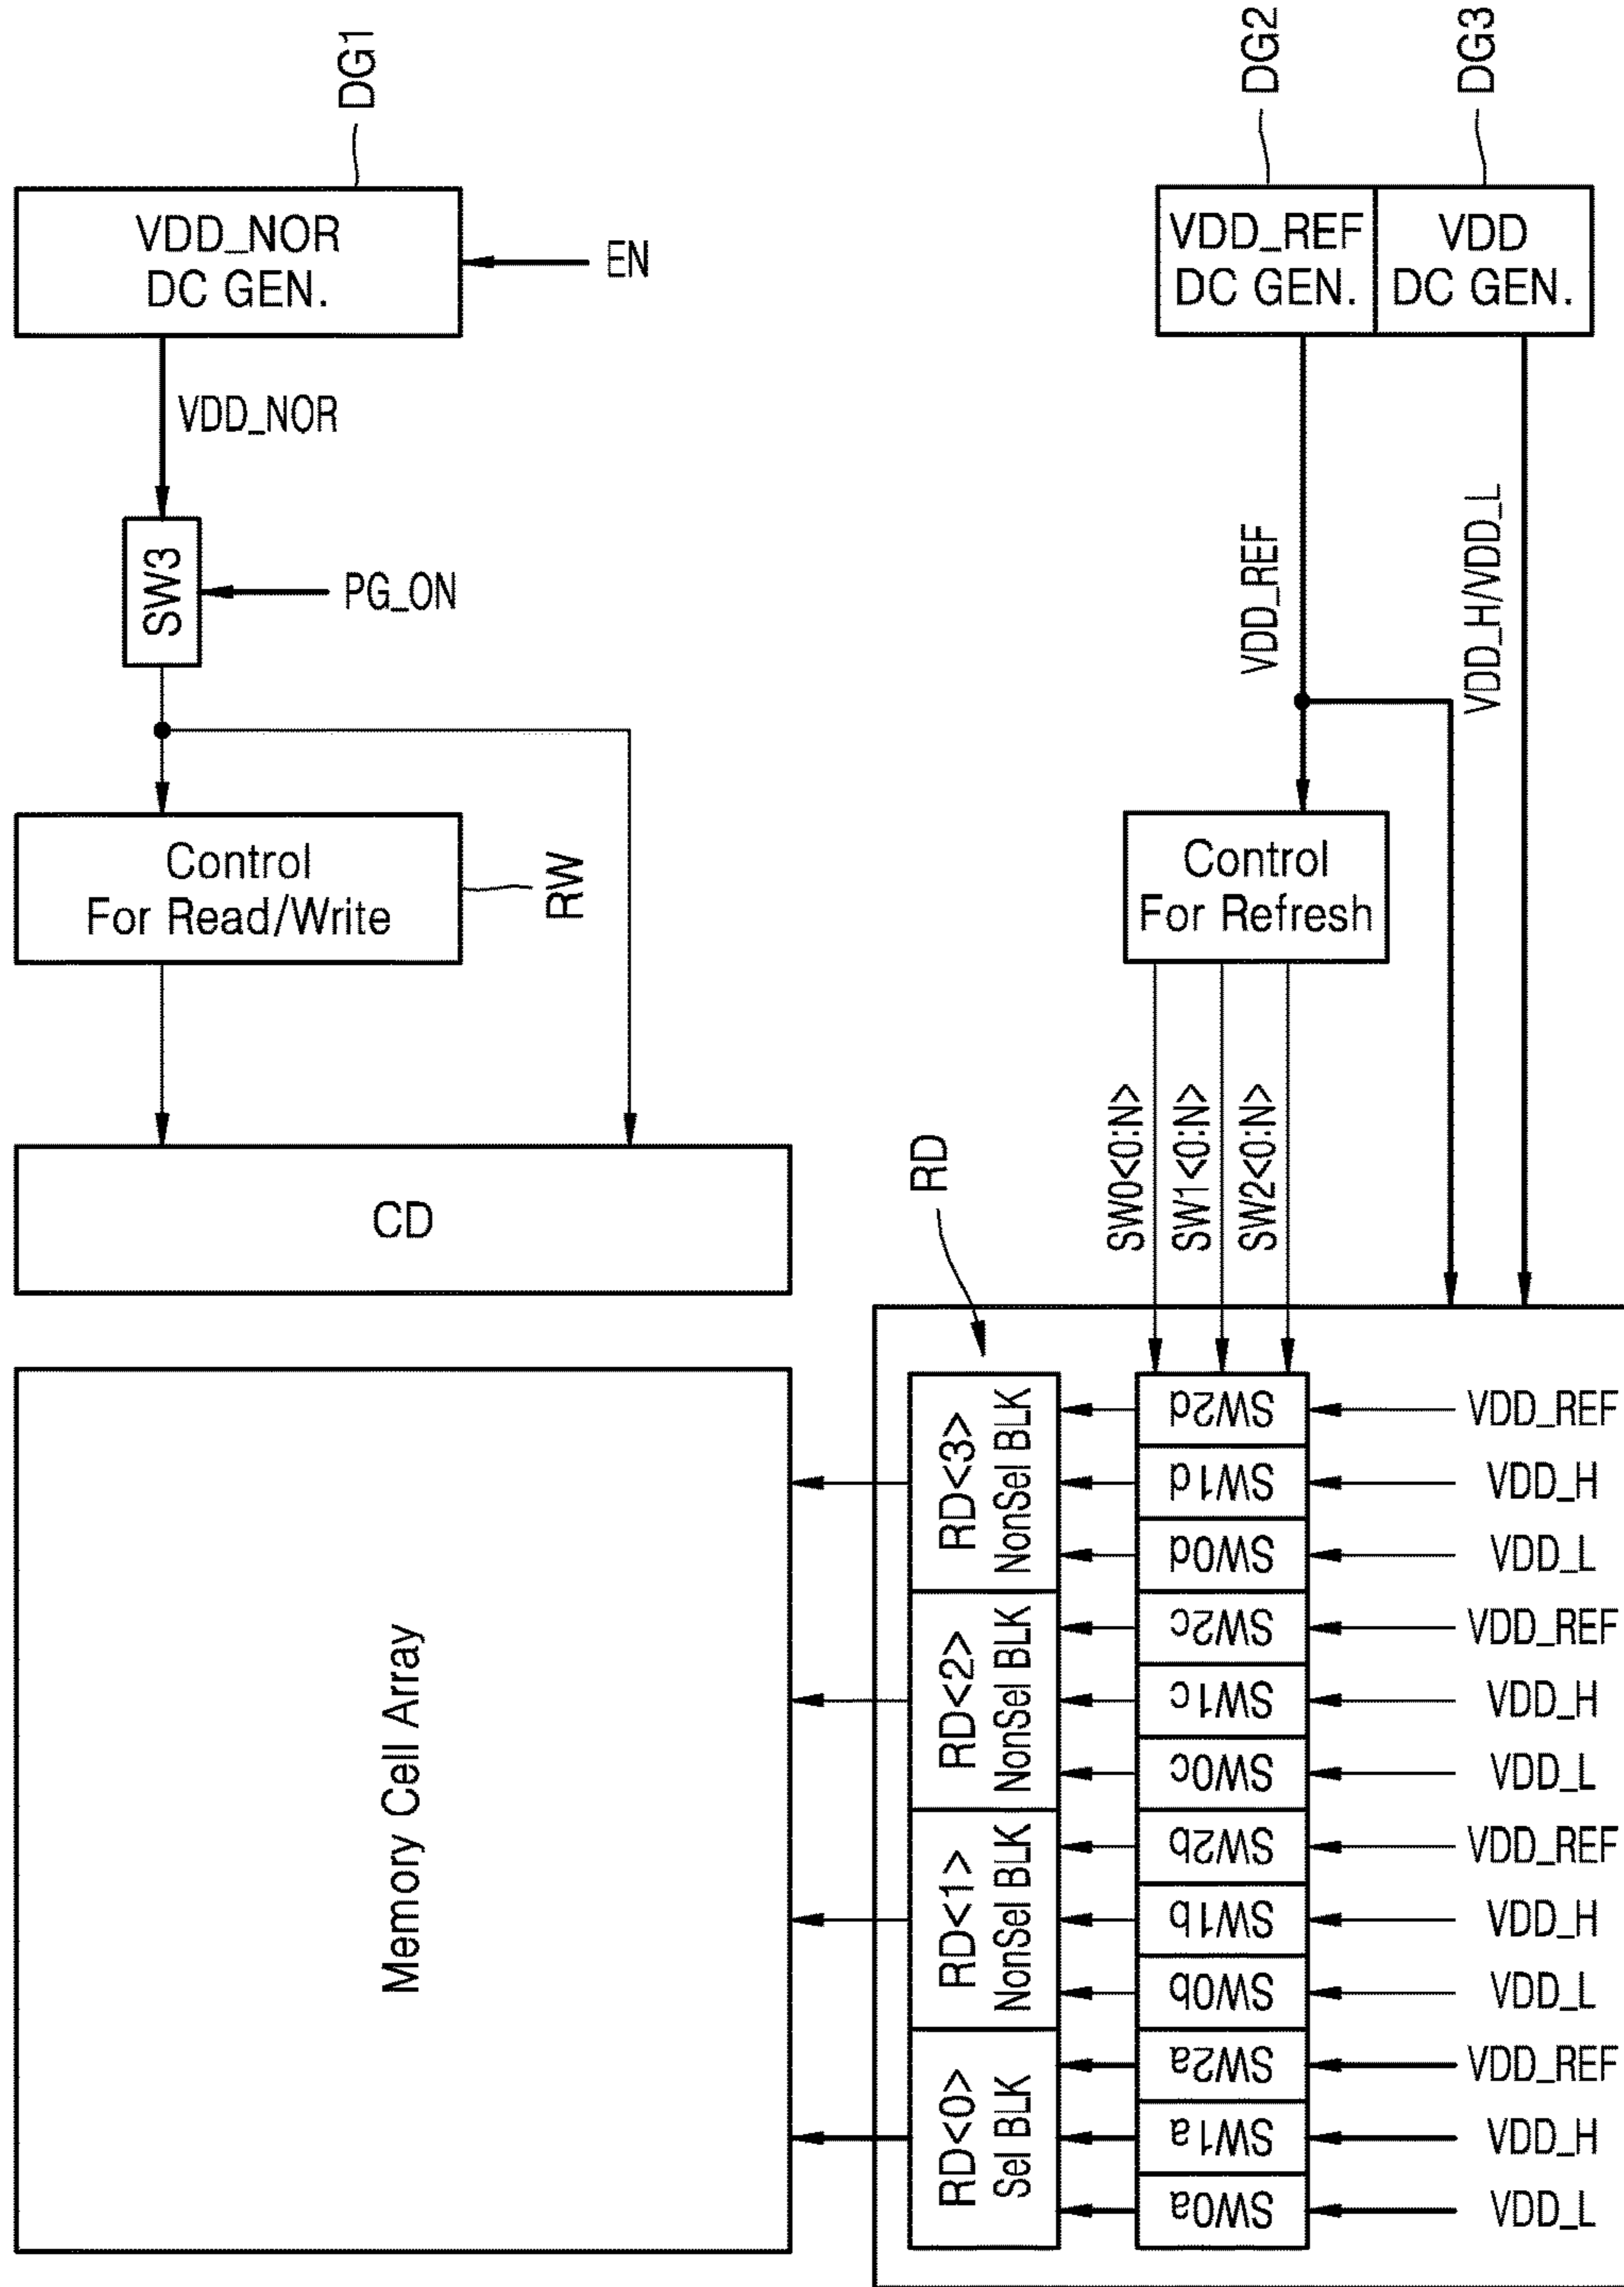 DG1
VDD_NOR
DC GEN.
EN
VDD_NOR
SW3
PG_ON
Control
For Read/Write
RW
CD
Memory Cell Array
DG2
DG3
VDD_REF
DC GEN.
VDD
DC GEN.
VDD_REF
VDD_H/VDD_L
Control
For Refresh
SW0<0:N>
SW1<0:N>
SW2<0:N>
RD
RD<3>
NonSel BLK
RD<2>
NonSel BLK
RD<1>
NonSel BLK
RD<0>
Sel BLK
SW2d
SW1d
SW0d
SW2c
SW1c
SW0c
SW2b
SW1b
SW0b
SW2a
SW1a
SW0a
VDD_REF
VDD_H
VDD_L
VDD_REF
VDD_H
VDD_L
VDD_REF
VDD_H
VDD_L
VDD_REF
VDD_H
VDD_L